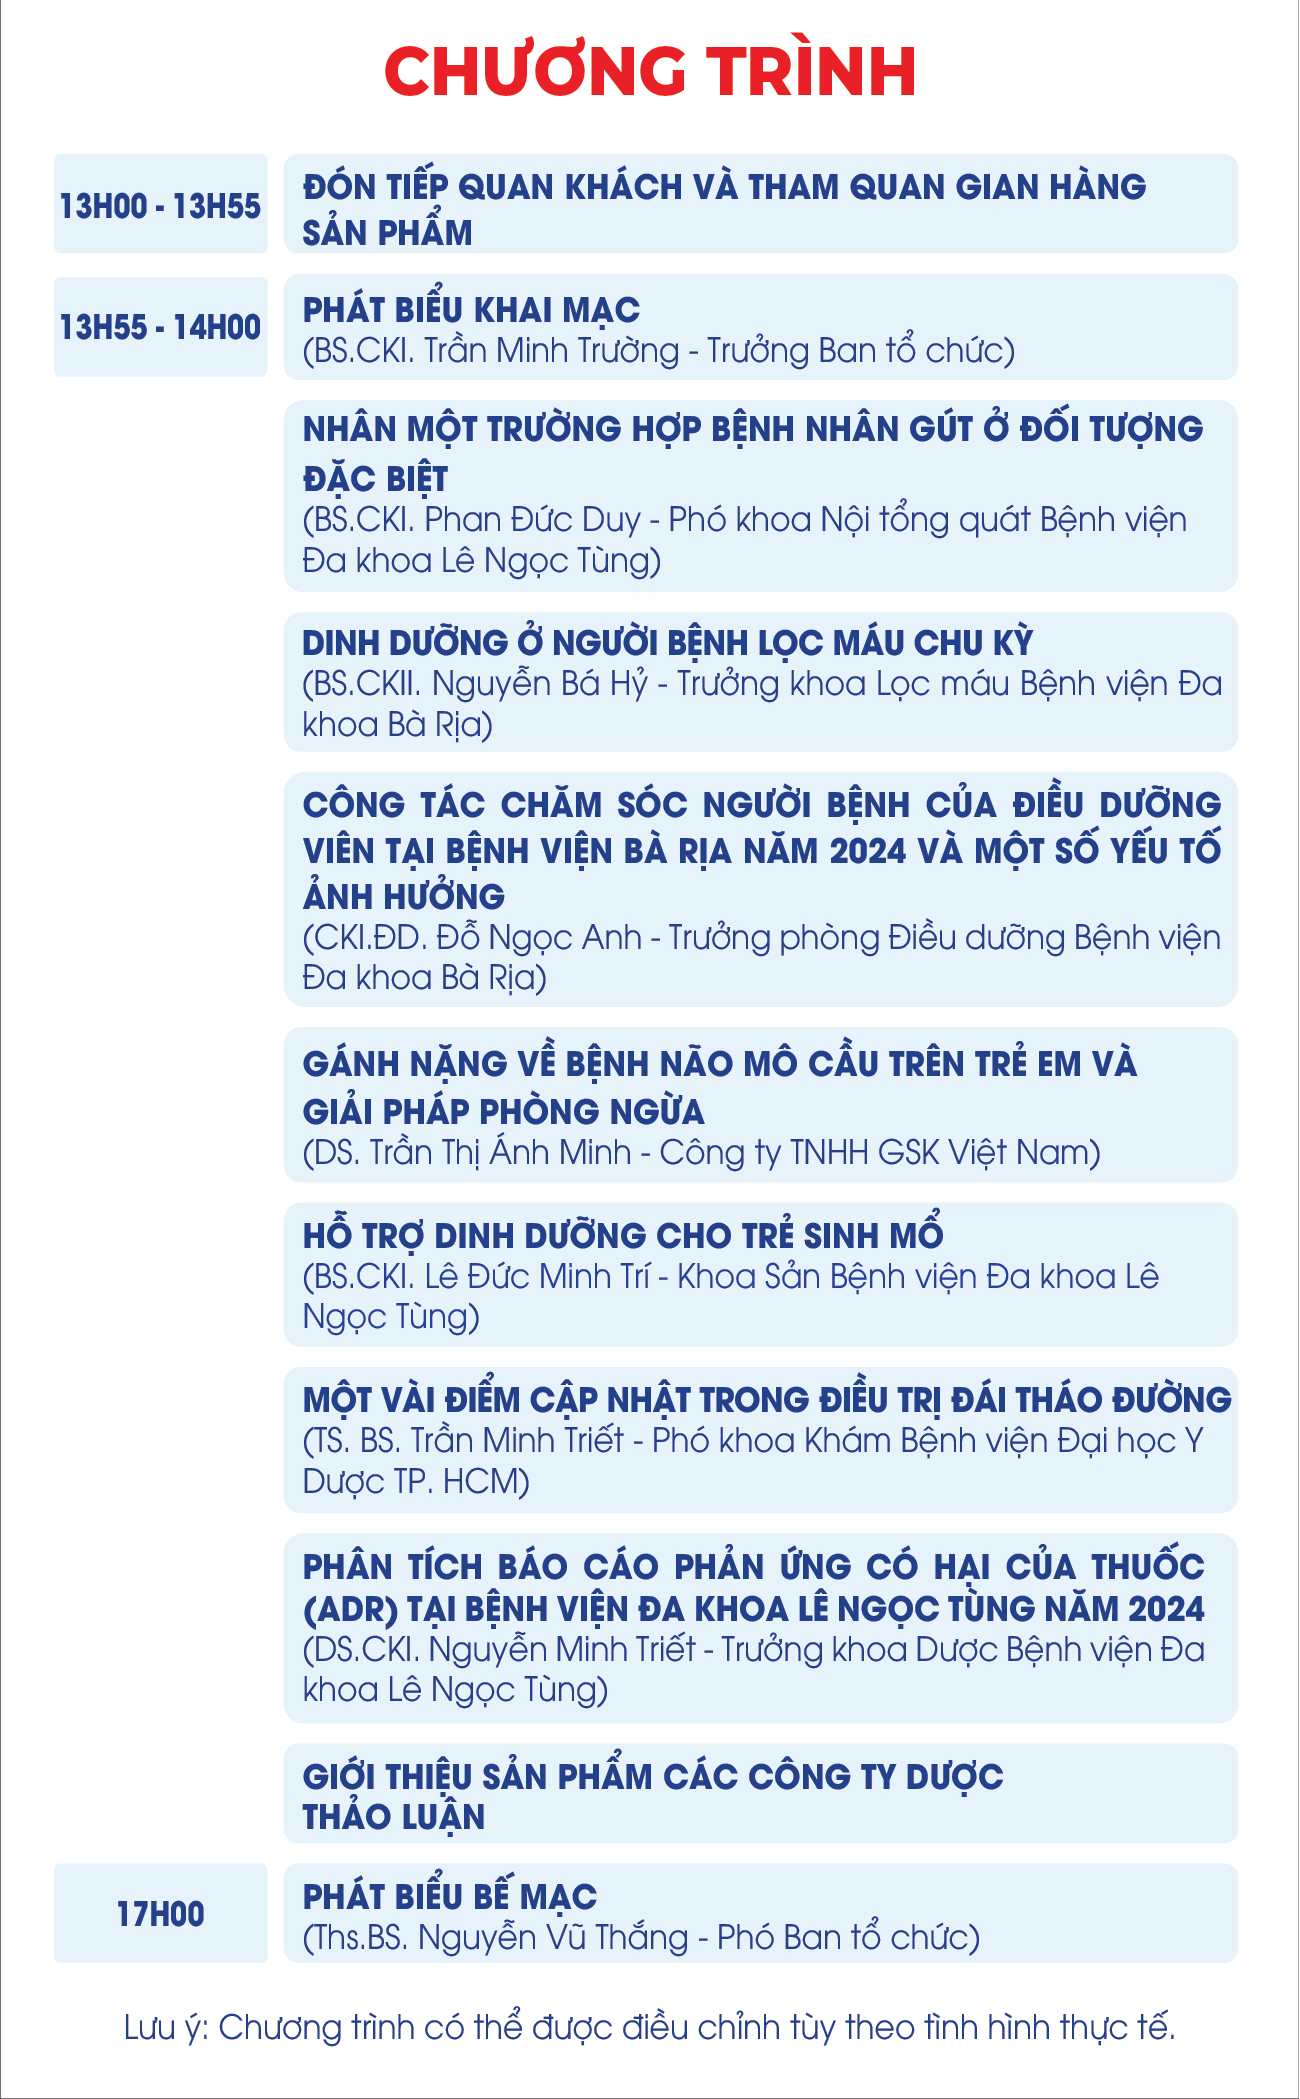 CHƯƠNG TRÌNH
13H00 - 13H55
ĐÓN TIẾP QUAN KHÁCH VÀ THAM QUAN GIAN HÀNG
SẢN PHẨM
13H55 - 14H00
PHÁT BIỂU KHAI MẠC
(BS.CKI. Trần Minh Trường - Trưởng Ban tổ chức)
NHÂN MỘT TRƯỜNG HỢP BỆNH NHÂN GÚT Ở ĐỐI TƯỢNG
ĐẶC BIỆT
(BS.CKI. Phan Đức Duy - Phó khoa Nội tổng quát Bệnh viện
Đa khoa Lê Ngọc Tùng)
DINH DƯỠNG Ở NGƯỜI BỆNH LỌC MÁU CHU KỲ
(BS.CKII. Nguyễn Bá Hỷ - Trưởng khoa Lọc máu Bệnh viện Đa
khoa Bà Rịa)
CÔNG TÁC CHĂM SÓC NGƯỜI BỆNH CỦA ĐIỀU DƯỠNG
VIÊN TẠI BỆNH VIỆN BÀ RỊA NĂM 2024 VÀ MỘT SỐ YẾU TỐ
ẢNH HƯỞNG
(CKI.ĐD. Đỗ Ngọc Anh - Trưởng phòng Điều dưỡng Bệnh viện
Đa khoa Bà Rịa)
GÁNH NẶNG VỀ BỆNH NÃO MÔ CẦU TRÊN TRẺ EM VÀ
GIẢI PHÁP PHÒNG NGỪA
(DS. Trần Thị Ánh Minh - Công ty TNHH GSK Việt Nam)
HỖ TRỢ DINH DƯỠNG CHO TRẺ SINH MỔ
(BS.CKI. Lê Đức Minh Trí - Khoa Sản Bệnh viện Đa khoa Lê
Ngọc Tùng)
MỘT VÀI ĐIỂM CẬP NHẬT TRONG ĐIỀU TRỊ ĐÁI THÁO ĐƯỜNG
(TS. BS. Trần Minh Triết - Phó khoa Khám Bệnh viện Đại học Y
Dược TP. HCM)
PHÂN TÍCH BÁO CÁO PHẢN ỨNG CÓ HẠI CỦA THUỐC
(ADR) TẠI BỆNH VIỆN ĐA KHOA LÊ NGỌC TÙNG NĂM 2024
(DS.CKI. Nguyễn Minh Triết - Trưởng khoa Dược Bệnh viện Đa
khoa Lê Ngọc Tùng)
GIỚI THIỆU SẢN PHẨM CÁC CÔNG TY DƯỢC
THẢO LUẬN
17H00
PHÁT BIỂU BẾ MẠC
(Ths.BS. Nguyễn Vũ Thắng - Phó Ban tổ chức)
Lưu ý: Chương trình có thể được điều chỉnh tùy theo tình hình thực tế.